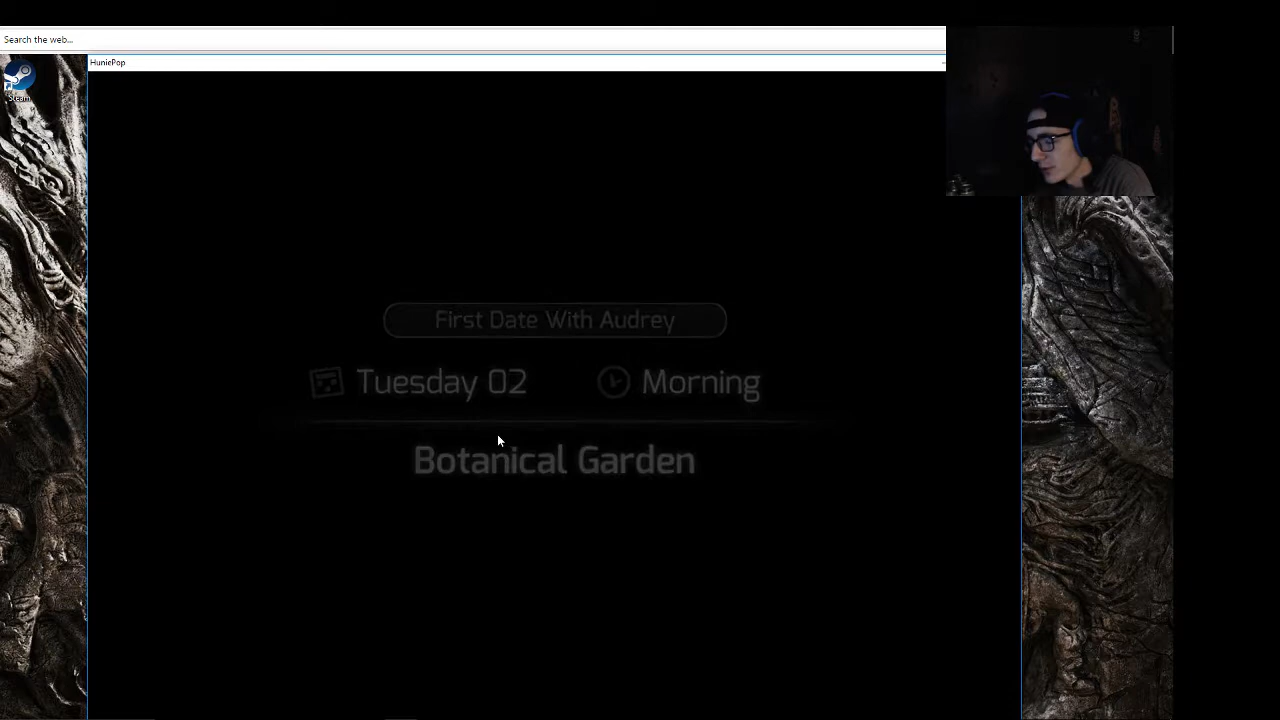 Search the web...
HuniePop
Steam
First Date With Audrey
Tuesday 02
Morning
Botanical Garden